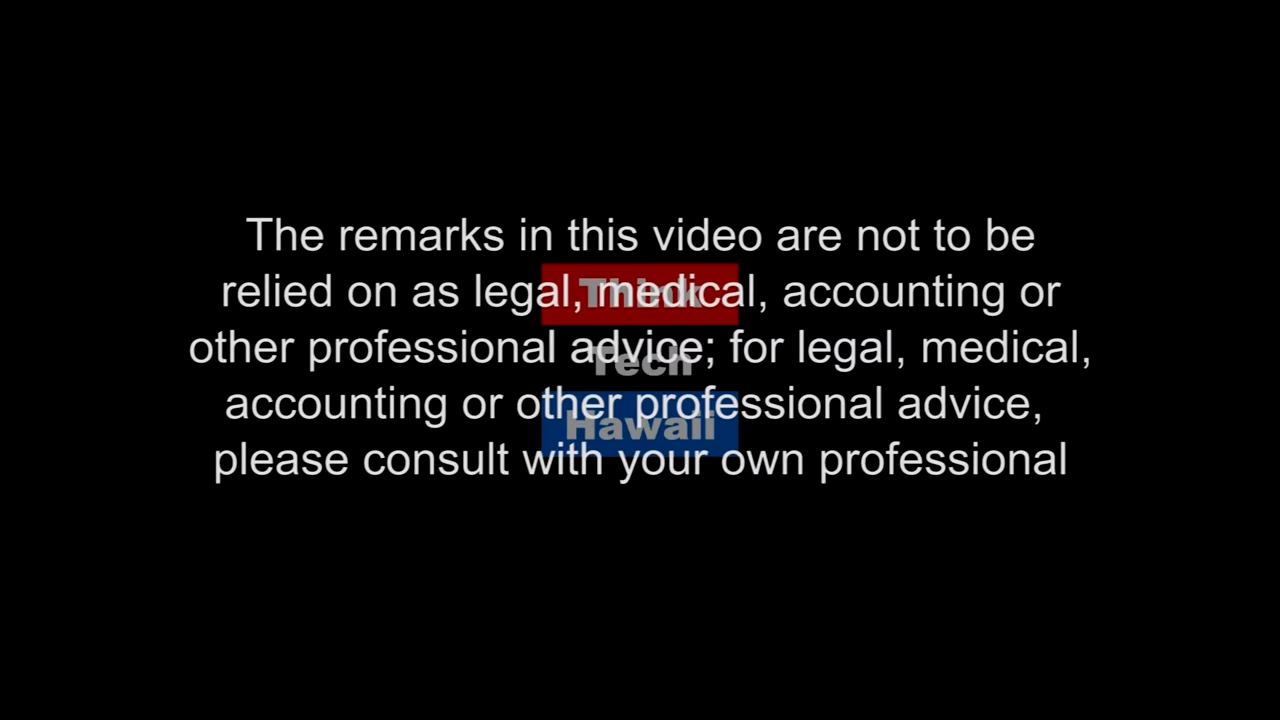 The remarks in this video are not to be
relied on as legal, medical, accounting or
other professional advice; for legal, medical,
accounting or other professional advice,
please consult with your own professional
Think
Tech
Hawaii